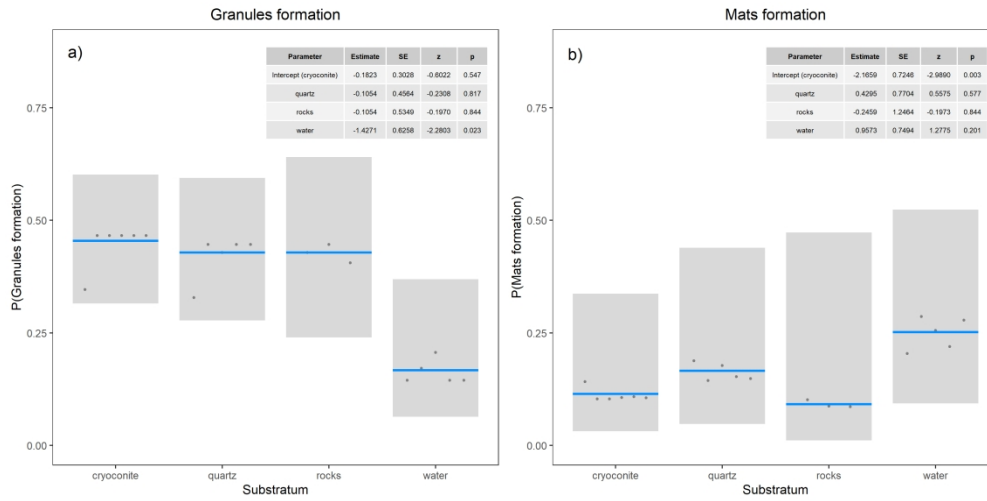 Granules formation
a)
Parameter Estimate SE z p
Intercept (cryoconite) -0.1823 0.3028 -0.6022 0.547
quartz -0.1054 0.4564 -0.2308 0.817
rocks -0.1054 0.5349 -0.1970 0.844
water -1.4271 0.6258 -2.2803 0.023
P(Granules formation)
0.75
0.50
0.25
0.00
cryoconite quartz rocks water
Substratum
Mats formation
b)
Parameter Estimate SE z p
Intercept (cryoconite) -2.1659 0.7246 -2.9890 0.003
quartz 0.4295 0.7704 0.5575 0.577
rocks -0.2459 1.2464 -0.1973 0.844
water 0.9573 0.7494 1.2775 0.201
P(Mats formation)
0.75
0.50
0.25
0.00
cryoconite quartz rocks water
Substratum